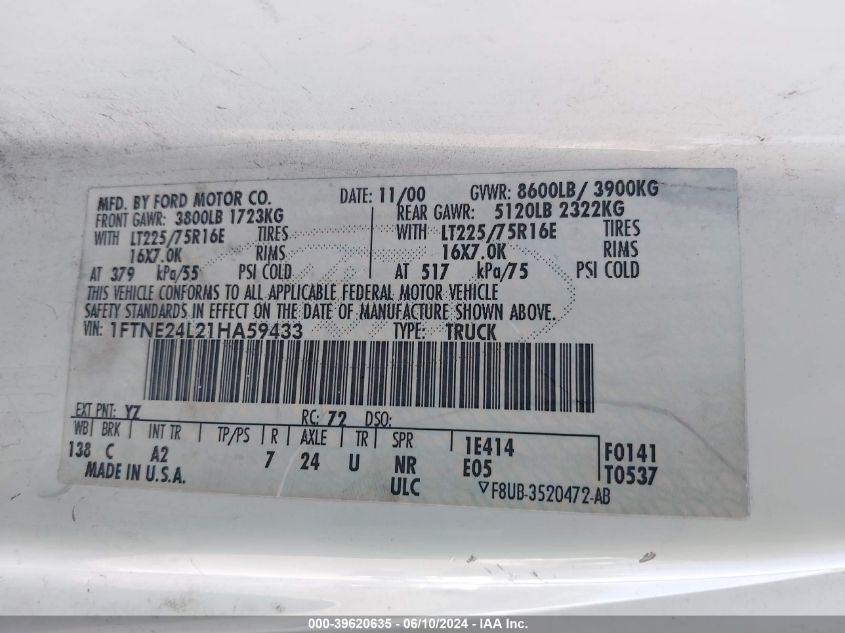 MFD. BY FORD MOTOR CO. DATE: 11/00 GVWR: 8600LB/ 3900KG
FRONT GAWR: 3800LB 1723KG REAR GAWR: 5120LB 2322KG
WITH LT225/75R16E TIRES WITH LT225/75R16E TIRES
16X7.0K RIMS 16X7.0K RIMS
AT 379 kPa/55 PSI COLD AT 517 kPa/75 PSI COLD
THIS VEHICLE CONFORMS TO ALL APPLICABLE FEDERAL MOTOR VEHICLE
SAFETY STANDARDS IN EFFECT ON THE DATE OF MANUFACTURE SHOWN ABOVE.
VIN: 1FTNE24L21HA59433 TYPE: TRUCK
EXT PNT: YZ RC: 72 DSO:
WB BRK INT TR TP/PS R AXLE TR SPR 1E414 F0141
138 C A2 7 24 U NR E05 T0537
MADE IN U.S.A. ULC ▽F8UB-3520472-AB
000-39620635 - 06/10/2024 - IAA Inc.